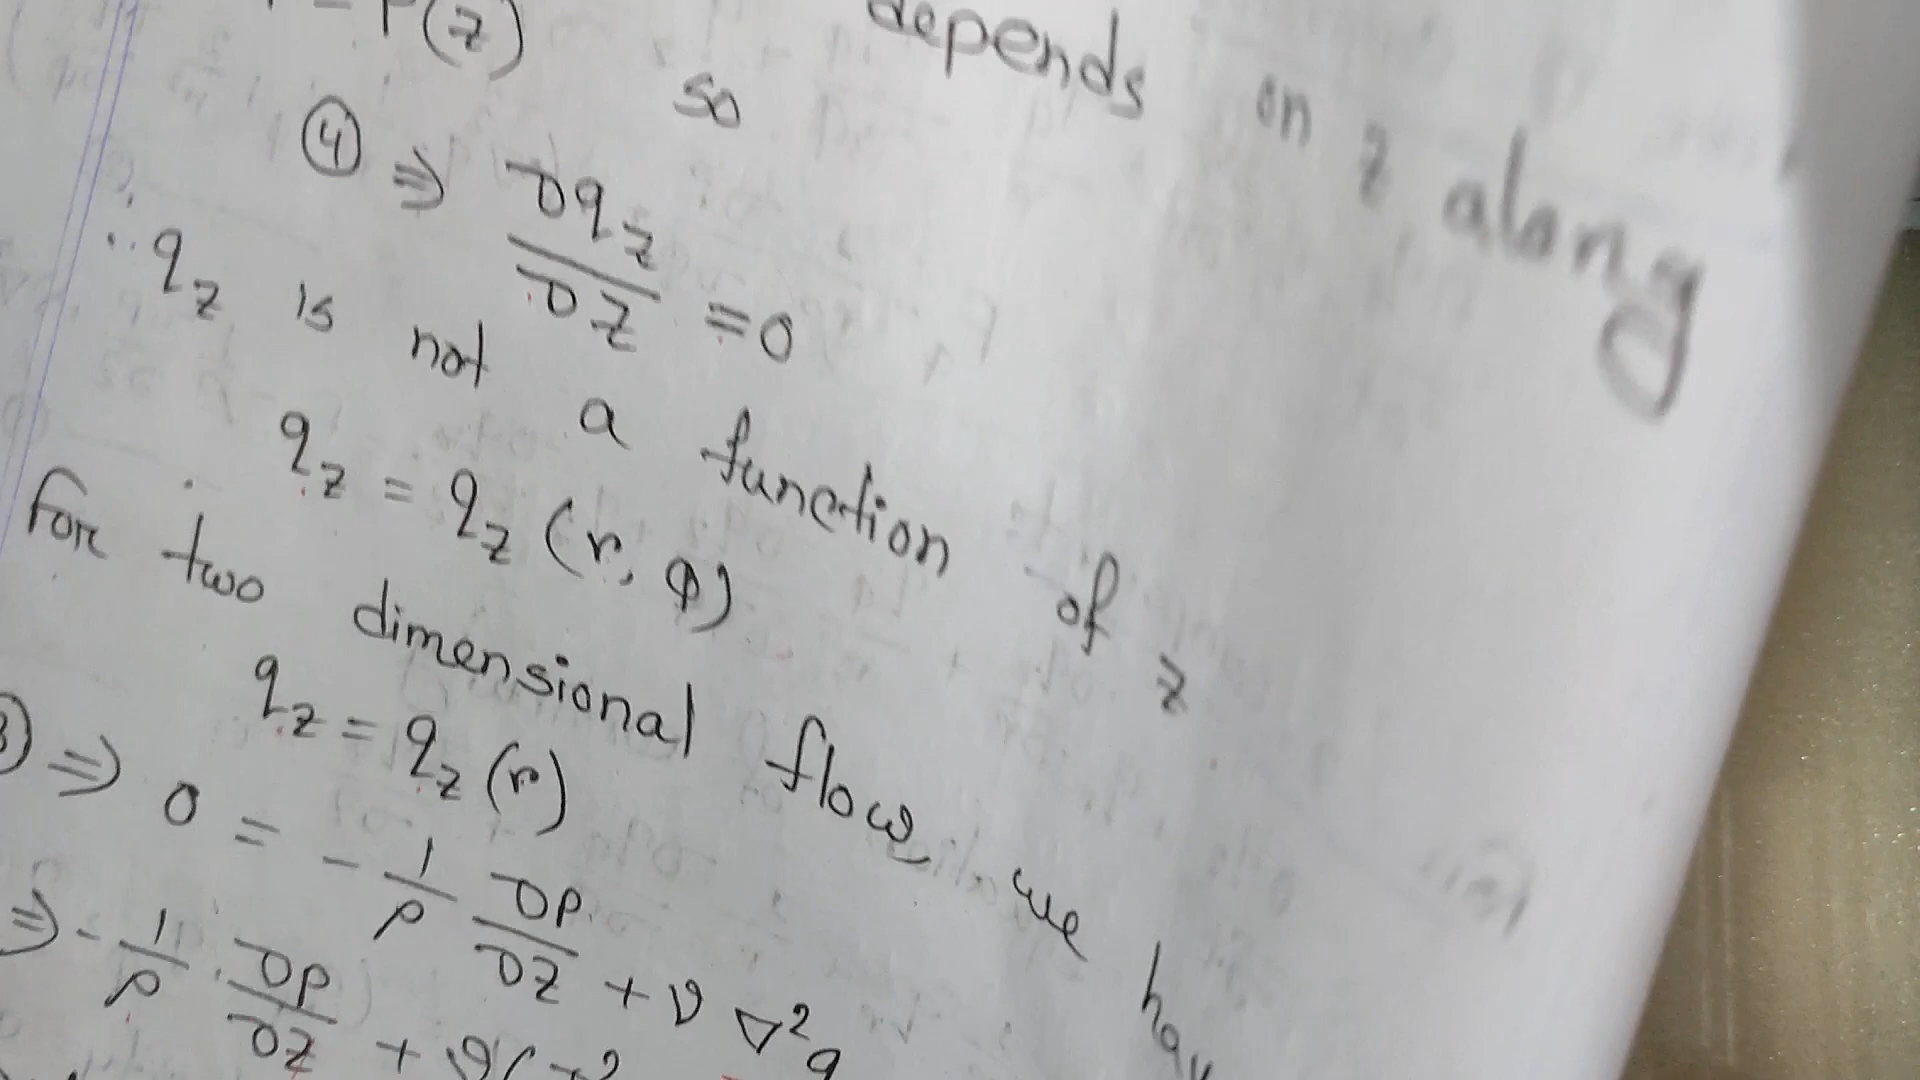 P(z) depends on z along
so
④ ⇒ ∂q_z/∂z = 0
∴ q_z is not a function of z
q_z = q_z (r, φ)
For two dimensional flow, we hav
q_z = q_z (r)
⇒ 0 = - 1/ρ ∂p/∂z + ν ∇²q
⇒ - 1/ρ ∂p/∂z + ν(